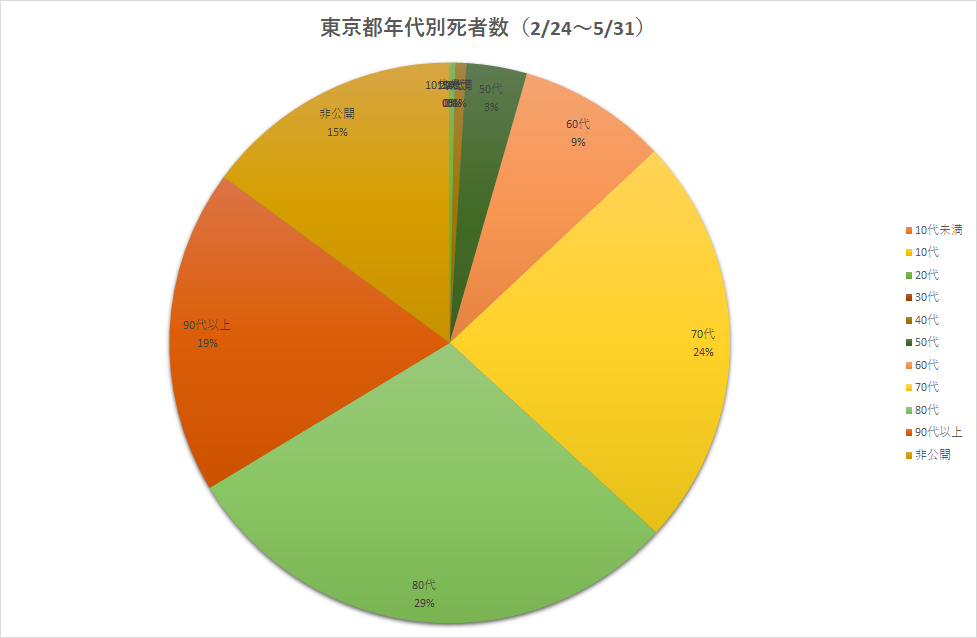 東京都年代別死者数（2/24～5/31）
50代
3%
60代
9%
非公開
15%
70代
24%
90代以上
19%
80代
29%
10代未満
10代
20代
30代
40代
50代
60代
70代
80代
90代以上
非公開